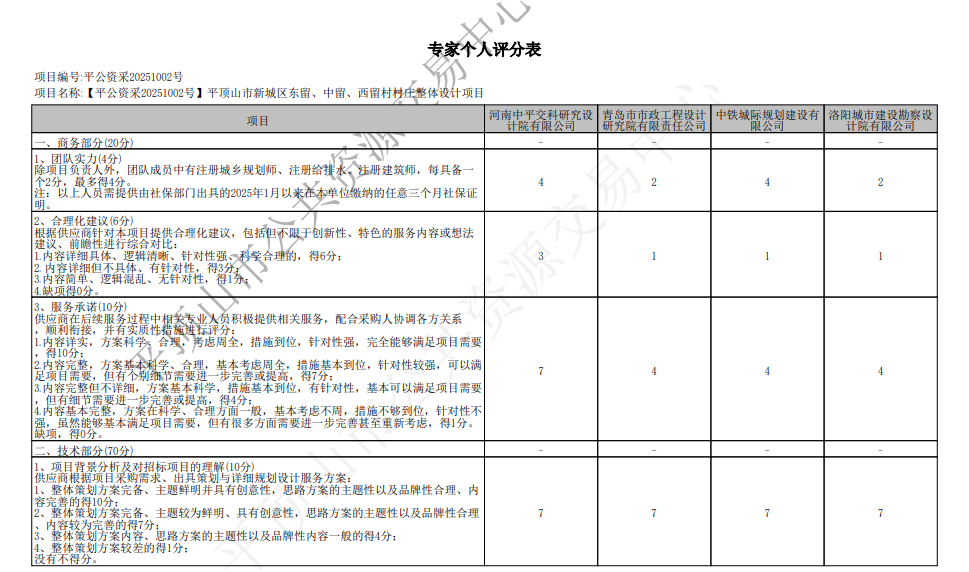 专家个人评分表
项目编号:平公资采20251002号
项目名称:【平公资采20251002号】平顶山市新城区东留、中留、西留村村庄整体设计项目
项目 河南中平交科研究设计院有限公司 青岛市市政工程设计研究院有限责任公司 中铁城际规划建设有限公司 洛阳城市建设勘察设计院有限公司
一、商务部分(20分) - - - -
1、团队实力(4分)
除项目负责人外，团队成员中有注册城乡规划师、注册给排水、注册建筑师，每具备一
个2分，最多得4分。
注：以上人员需提供由社保部门出具的2025年1月以来在本单位缴纳的任意三个月社保证
明。
4 2 4 2
2、合理化建议(6分)
根据供应商针对本项目提供合理化建议，包括但不限于创新性、特色的服务内容或想法
建议、前瞻性进行综合对比：
1.内容详细具体、逻辑清晰、针对性强、科学合理的，得6分；
2.内容详细但不具体、有针对性，得3分；
3.内容简单、逻辑混乱、无针对性，得1分；
4.缺项得0分。
3 1 1 1
3、服务承诺(10分)
供应商在后续服务过程中相关专业人员积极提供相关服务，配合采购人协调各方关系
，顺利衔接，并有实质性措施进行评分：
1.内容详实，方案科学、合理，考虑周全，措施到位，针对性强，完全能够满足项目需要
，得10分；
2.内容完整，方案基本科学、合理，基本考虑周全，措施基本到位，针对性较强，可以满
足项目需要，但有个别细节需要进一步完善或提高，得7分；
3.内容完整但不详细，方案基本科学，措施基本到位，有针对性，基本可以满足项目需要
，但有细节需要进一步完善或提高，得4分；
4.内容基本完整，方案在科学、合理方面一般，基本考虑不周，措施不够到位，针对性不
强，虽然能够基本满足项目需要，但有很多方面需要进一步完善甚至重新考虑，得1分。
缺项，得0分。
7 4 4 4
二、技术部分(70分) - - - -
1、项目背景分析及对招标项目的理解(10分)
供应商根据项目采购需求、出具策划与详细规划设计服务方案：
1、整体策划方案完备、主题鲜明并具有创意性，思路方案的主题性以及品牌性合理、内
容完善的得10分；
2、整体策划方案完备、主题较为鲜明、具有创意性，思路方案的主题性以及品牌性合理
、内容较为完善的得7分；
3、整体策划方案内容、思路方案的主题性以及品牌性内容一般的得4分；
4、整体策划方案较差的得1分；
没有不得分。
7 7 7 7
平顶山市公共资源交易中心
平顶山市公共资源交易中心